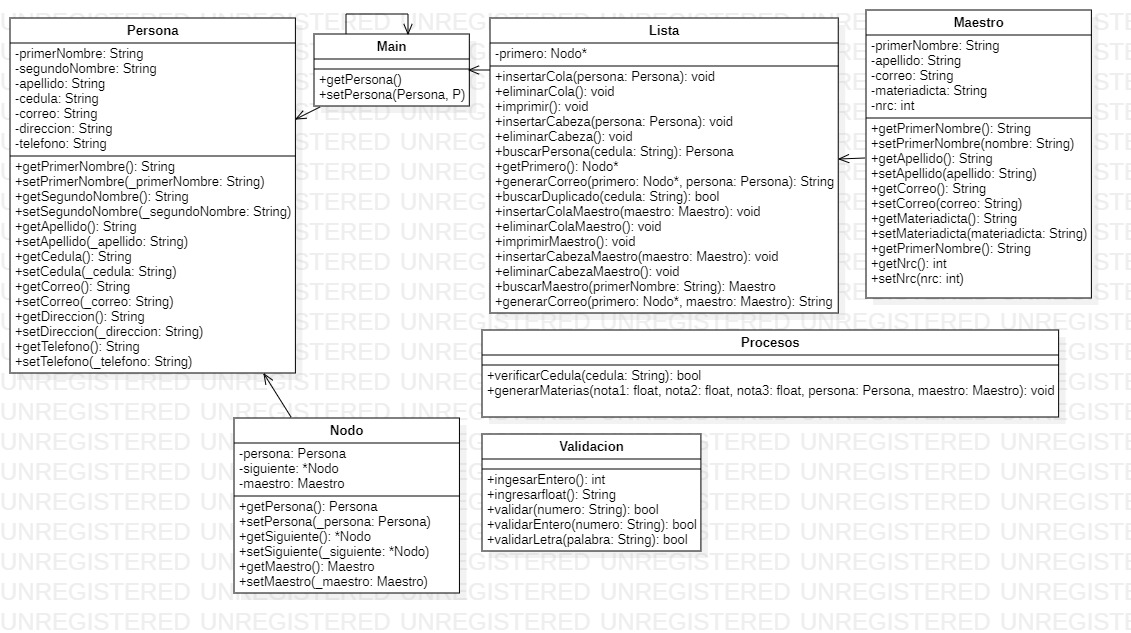 Persona
-primerNombre: String
-segundoNombre: String
-apellido: String
-cedula: String
-correo: String
-direccion: String
-telefono: String
+getPrimerNombre(): String
+setPrimerNombre(_primerNombre: String)
+getSegundoNombre(): String
+setSegundoNombre(_segundoNombre: String)
+getApellido(): String
+setApellido(_apellido: String)
+getCedula(): String
+setCedula(_cedula: String)
+getCorreo(): String
+setCorreo(_correo: String)
+getDireccion(): String
+setDireccion(_direccion: String)
+getTelefono(): String
+setTelefono(_telefono: String)
Main
+getPersona()
+setPersona(Persona, P)
Lista
-primero: Nodo*
+insertarCola(persona: Persona): void
+eliminarCola(): void
+imprimir(): void
+insertarCabeza(persona: Persona): void
+eliminarCabeza(): void
+buscarPersona(cedula: String): Persona
+getPrimero(): Nodo*
+generarCorreo(primero: Nodo*, persona: Persona): String
+buscarDuplicado(cedula: String): bool
+insertarColaMaestro(maestro: Maestro): void
+eliminarColaMaestro(): void
+imprimirMaestro(): void
+insertarCabezaMaestro(maestro: Maestro): void
+eliminarCabezaMaestro(): void
+buscarMaestro(primerNombre: String): Maestro
+generarCorreo(primero: Nodo*, maestro: Maestro): String
Maestro
-primerNombre: String
-apellido: String
-correo: String
-materiadicta: String
-nrc: int
+getPrimerNombre(): String
+setPrimerNombre(nombre: String)
+getApellido(): String
+setApellido(apellido: String)
+getCorreo(): String
+setCorreo(correo: String)
+getMateriadicta(): String
+setMateriadicta(materiadicta: String)
+getPrimerNombre(): String
+getNrc(): int
+setNrc(nrc: int)
Procesos
+verificarCedula(cedula: String): bool
+generarMaterias(nota1: float, nota2: float, nota3: float, persona: Persona, maestro: Maestro): void
Nodo
-persona: Persona
-siguiente: *Nodo
-maestro: Maestro
+getPersona(): Persona
+setPersona(_persona: Persona)
+getSiguiente(): *Nodo
+setSiguiente(_siguiente: *Nodo)
+getMaestro(): Maestro
+setMaestro(_maestro: Maestro)
Validacion
+ingesarEntero(): int
+ingresarfloat(): String
+validar(numero: String): bool
+validarEntero(numero: String): bool
+validarLetra(palabra: String): bool
UNREGISTERED